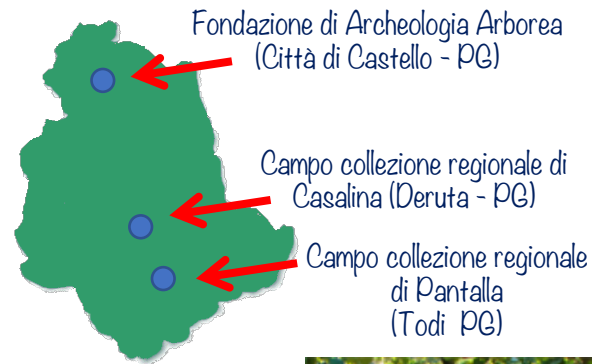 Fondazione di Archeologia Arborea
(Città di Castello - PG)
Campo collezione regionale di
Casalina (Deruta - PG)
Campo collezione regionale
di Pantalla
(Todi PG)